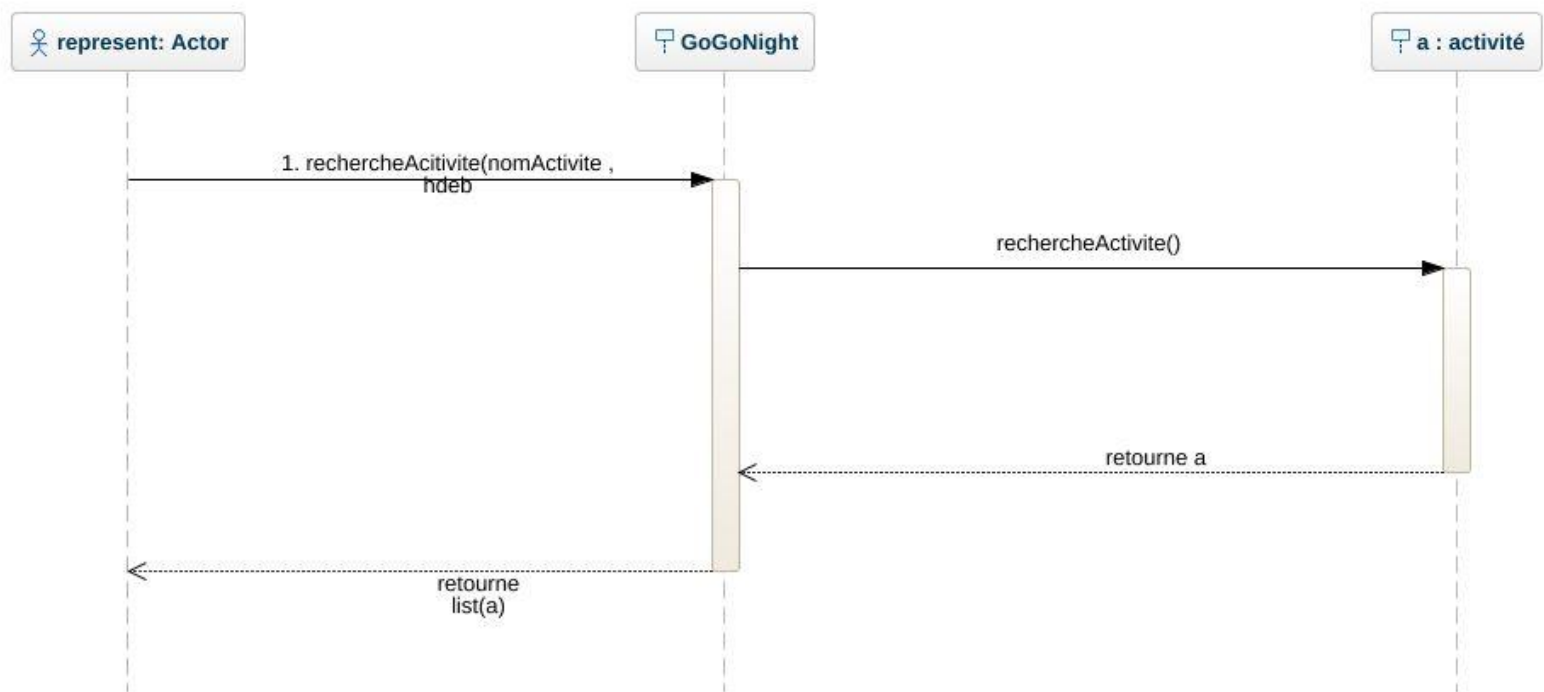 represent: Actor
GoGoNight
a : activité
1. rechercheAcitivite(nomActivite ,
hdeb
rechercheActivite()
retourne a
retourne
list(a)